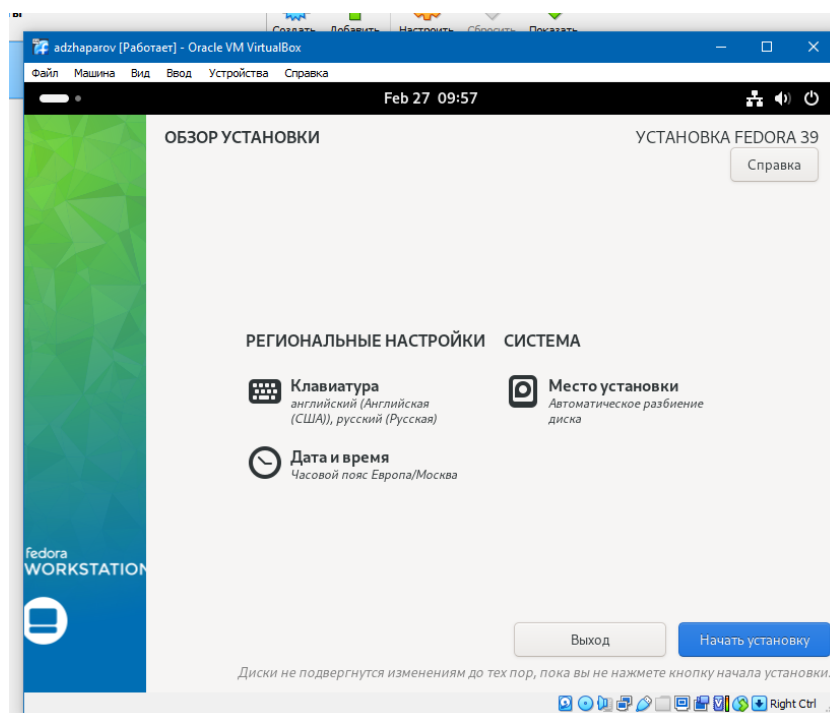 Создать Добавить Настроить Сбросить Показать
adzhaparov [Работает] - Oracle VM VirtualBox
Файл Машина Вид Ввод Устройства Справка
Feb 27 09:57
ОБЗОР УСТАНОВКИ
УСТАНОВКА FEDORA 39
Справка
РЕГИОНАЛЬНЫЕ НАСТРОЙКИ
Клавиатура
английский (Английская
(США)), русский (Русская)
Дата и время
Часовой пояс Европа/Москва
СИСТЕМА
Место установки
Автоматическое разбиение
диска
fedora
WORKSTATION
Выход
Начать установку
Диски не подвергнутся изменениям до тех пор, пока вы не нажмете кнопку начала установки.
Right Ctrl